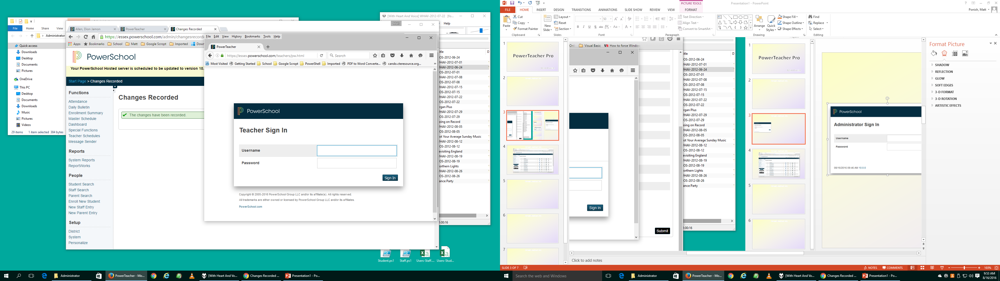 File
Home
Share
View
Administrator
Quick access
Downloads
Desktop
Documents
Pictures
OneDrive
This PC
Desktop
Documents
Downloads
Music
Pictures
Videos
29 items 1 item selected 384 bytes
Matt
Allen, Dion Jamon
PowerTeacher
Changes Recorded
https://essex.powerschool.com/admin/changesrecorde
Apps
Bookmarks
School
Matt
Google Script
Imported
PowerSchool
Your PowerSchool Hosted server is scheduled to be updated to version 10.
Start Page > Changes Recorded
Functions
Attendance
Daily Bulletin
Enrollment Summary
Master Schedule
Dashboard
Special Functions
Teacher Schedules
Message Sender
Reports
System Reports
ReportWorks
People
Student Search
Staff Search
Parent Search
Enroll New Student
New Staff Entry
New Parent Entry
Setup
District
System
Personalize
Changes Recorded
The changes have been recorded.
File Edit View History Bookmarks Tools Help
PowerTeacher
https://essex.powerschool.com/teachers/pw.html
Search
Most Visited
Getting Started
School
Google Scropt
PowerShell
Imported
PDF to Word Converte...
cando.cteresource.org...
PowerSchool
Teacher Sign In
Username
Password
Sign In
Copyright © 2005-2016 PowerSchool Group LLC and/or its affiliate(s). All rights reserved.
All trademarks are either owned or licensed by PowerSchool Group LLC and/or its affiliates.
PowerSchool.com
[With Heart And Voice] WHAV-2012-07-22 [fo...
Help
itle
OS-2012-06-24
HAV-2012-07-01
HAV-2012-06-24
OS-2012-07-01
HAV-2012-07-08
OS-2012-07-08
HAV-2012-07-15
OS-2012-07-15
HAV-2012-07-22
OS-2012-07-22
rgan Plus
HAV-2012-07-29
OS-2012-07-29
oing on Record
HAV-2012-08-05
OS-2012-08-05
ot Your Average Sunday Music
HAV-2012-08-12
OS-2012-08-12
evisiting England
HAV-2012-08-19
OS-2012-08-19
orthern Lights
HAV-2012-08-26
OS-2012-08-26
ance Party
1:00:16
Student.ps1
Staff.ps1
Users-Staff....
Users-Stud...
Administrator
PowerTeacher - Mo...
[With Heart And Vo...
Changes Recorded ...
Presentation1 - Po...
PICTURE TOOLS
Presentation1 - PowerPoint
FILE
HOME
INSERT
DESIGN
TRANSITIONS
ANIMATIONS
SLIDE SHOW
REVIEW
VIEW
FORMAT
Ponish, Matt
Paste
Cut
Copy
Format Painter
Clipboard
New Slide
Layout
Reset
Section
Slides
50
Font
Text Direction
Align Text
Convert to SmartArt
Paragraph
Arrange
Quick Styles
Shape Fill
Shape Outline
Shape Effects
Drawing
Find
Replace
Select
Editing
1
PowerTeacher Pro
2
3
4
5
6
7
Visual Basic
How to force Window
Sign In
Submit
itle
OS-2012-06-24
HAV-2012-07-01
HAV-2012-06-24
OS-2012-07-01
HAV-2012-07-08
OS-2012-07-08
HAV-2012-07-15
OS-2012-07-15
HAV-2012-07-22
OS-2012-07-22
rgan Plus
HAV-2012-07-29
OS-2012-07-29
oing on Record
HAV-2012-08-05
OS-2012-08-05
ot Your Average Sunday Music
HAV-2012-08-12
OS-2012-08-12
evisiting England
HAV-2012-08-19
OS-2012-08-19
orthern Lights
HAV-2012-08-26
OS-2012-08-26
ance Party
1:00:16
1
PowerTeacher Pro
2
3
4
5
6
PowerSchool
Administrator Sign In
Username
Password
08/16/2016 09:46 AM 10.0.0
Format Picture
SHADOW
REFLECTION
GLOW
SOFT EDGES
3-D FORMAT
3-D ROTATION
ARTISTIC EFFECTS
Click to add notes
SLIDE 3 OF 7
NOTES
COMMENTS
103%
Search the web and Windows
Administrator
PowerTeacher - Mo...
[With Heart And Vo...
Changes Recorded ...
Presentation1 - Po...
9:53 AM
8/16/2016